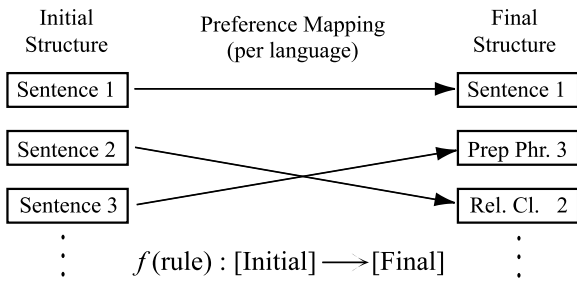 Initial
Structure
Preference Mapping
(per language)
Final
Structure
Sentence 1
Sentence 1
Sentence 2
Prep Phr. 3
Sentence 3
Rel. Cl. 2
f (rule) : [Initial] → [Final]